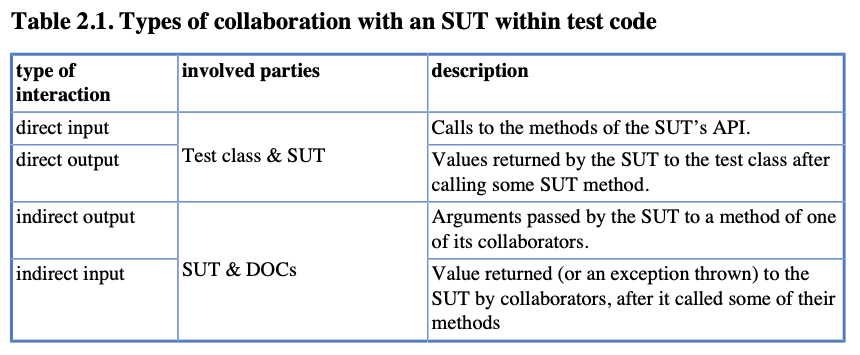 Table 2.1. Types of collaboration with an SUT within test code
type of
interaction
involved parties
description
direct input
Test class & SUT
Calls to the methods of the SUT’s API.
direct output
Values returned by the SUT to the test class after
calling some SUT method.
indirect output
SUT & DOCs
Arguments passed by the SUT to a method of one
of its collaborators.
indirect input
Value returned (or an exception thrown) to the
SUT by collaborators, after it called some of their
methods